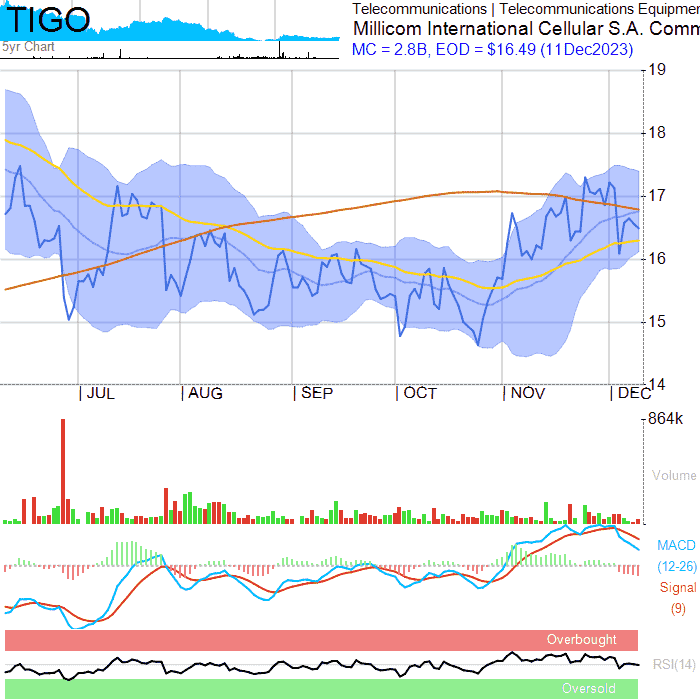 TIGO
5yr Chart
Telecommunications | Telecommunications Equipmen
Millicom International Cellular S.A. Comm
MC = 2.8B, EOD = $16.49 (11Dec2023)
19
18
17
16
15
14
| JUL | AUG | SEP | OCT | NOV | DEC
864k
Volume
MACD
(12-26)
Signal
(9)
Overbought
RSI(14)
Oversold